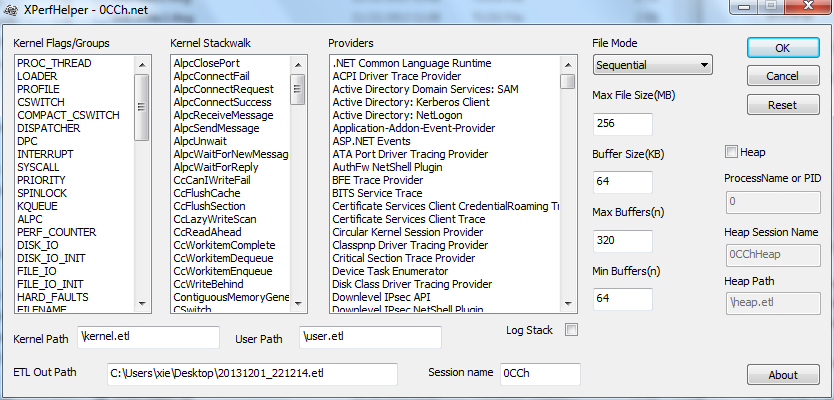 XPerfHelper - 0CCh.net
Kernel Flags/Groups
PROC_THREAD
LOADER
PROFILE
CSWITCH
COMPACT_CSWITCH
DISPATCHER
DPC
INTERRUPT
SYSCALL
PRIORITY
SPINLOCK
KQUEUE
ALPC
PERF_COUNTER
DISK_IO
DISK_IO_INIT
FILE_IO
FILE_IO_INIT
HARD_FAULTS
FILENAME
Kernel Stackwalk
AlpcClosePort
AlpcConnectFail
AlpcConnectRequest
AlpcConnectSuccess
AlpcReceiveMessage
AlpcSendMessage
AlpcUnwait
AlpcWaitForNewMessag
AlpcWaitForReply
CcCanIWriteFail
CcFlushCache
CcFlushSection
CcLazyWriteScan
CcReadAhead
CcWorkitemComplete
CcWorkitemDequeue
CcWorkitemEnqueue
CcWriteBehind
ContiguousMemoryGene
CSwitch
Providers
.NET Common Language Runtime
ACPI Driver Trace Provider
Active Directory Domain Services: SAM
Active Directory: Kerberos Client
Active Directory: NetLogon
Application-Addon-Event-Provider
ASP.NET Events
ATA Port Driver Tracing Provider
AuthFw NetShell Plugin
BFE Trace Provider
BITS Service Trace
Certificate Services Client CredentialRoaming Tr
Certificate Services Client Trace
Circular Kernel Session Provider
Classpnp Driver Tracing Provider
Critical Section Trace Provider
Device Task Enumerator
Disk Class Driver Tracing Provider
Downlevel IPsec API
Downlevel IPsec NetShell Plugin
File Mode
Sequential
Max File Size(MB)
256
Buffer Size(KB)
64
Max Buffers(n)
320
Min Buffers(n)
64
OK
Cancel
Reset
Heap
ProcessName or PID
0
Heap Session Name
0CChHeap
Heap Path
\heap.etl
Kernel Path \kernel.etl User Path \user.etl Log Stack
ETL Out Path C:\Users\xie\Desktop\20131201_221214.etl Session name 0CCh About